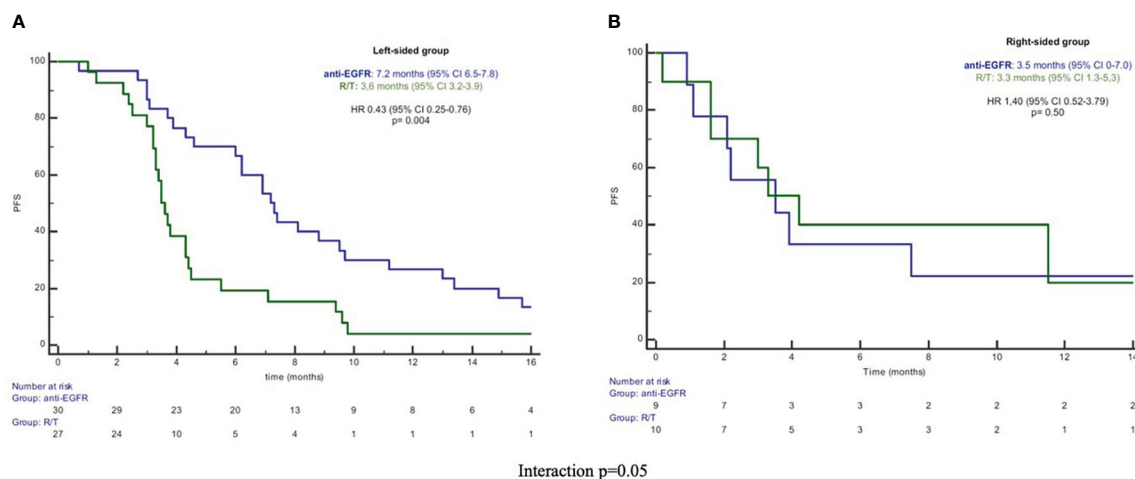 A
Left-sided group
anti-EGFR: 7.2 months (95% CI 6.5-7.8)
R/T: 3,6 months (95% CI 3.2-3.9)
HR 0.43 (95% CI 0.25-0.76)
p= 0.004
PFS
100
80
60
40
20
0
0 2 4 6 8 10 12 14 16
time (months)
Number at risk
Group: anti-EGFR
30 29 23 20 13 9 8 6 4
Group: R/T
27 24 10 5 4 1 1 1 1
B
Right-sided group
anti-EGFR: 3.5 months (95% CI 0-7.0)
R/T: 3.3 months (95% CI 1.3-5,3)
HR 1,40 (95% CI 0.52-3.79)
p= 0.50
PFS
100
80
60
40
20
0
0 2 4 6 8 10 12 14
Time (months)
Number at risk
Group: anti-EGFR
9 7 3 3 2 2 2 2
Group: R/T
10 7 5 3 3 2 1 1
Interaction p=0.05